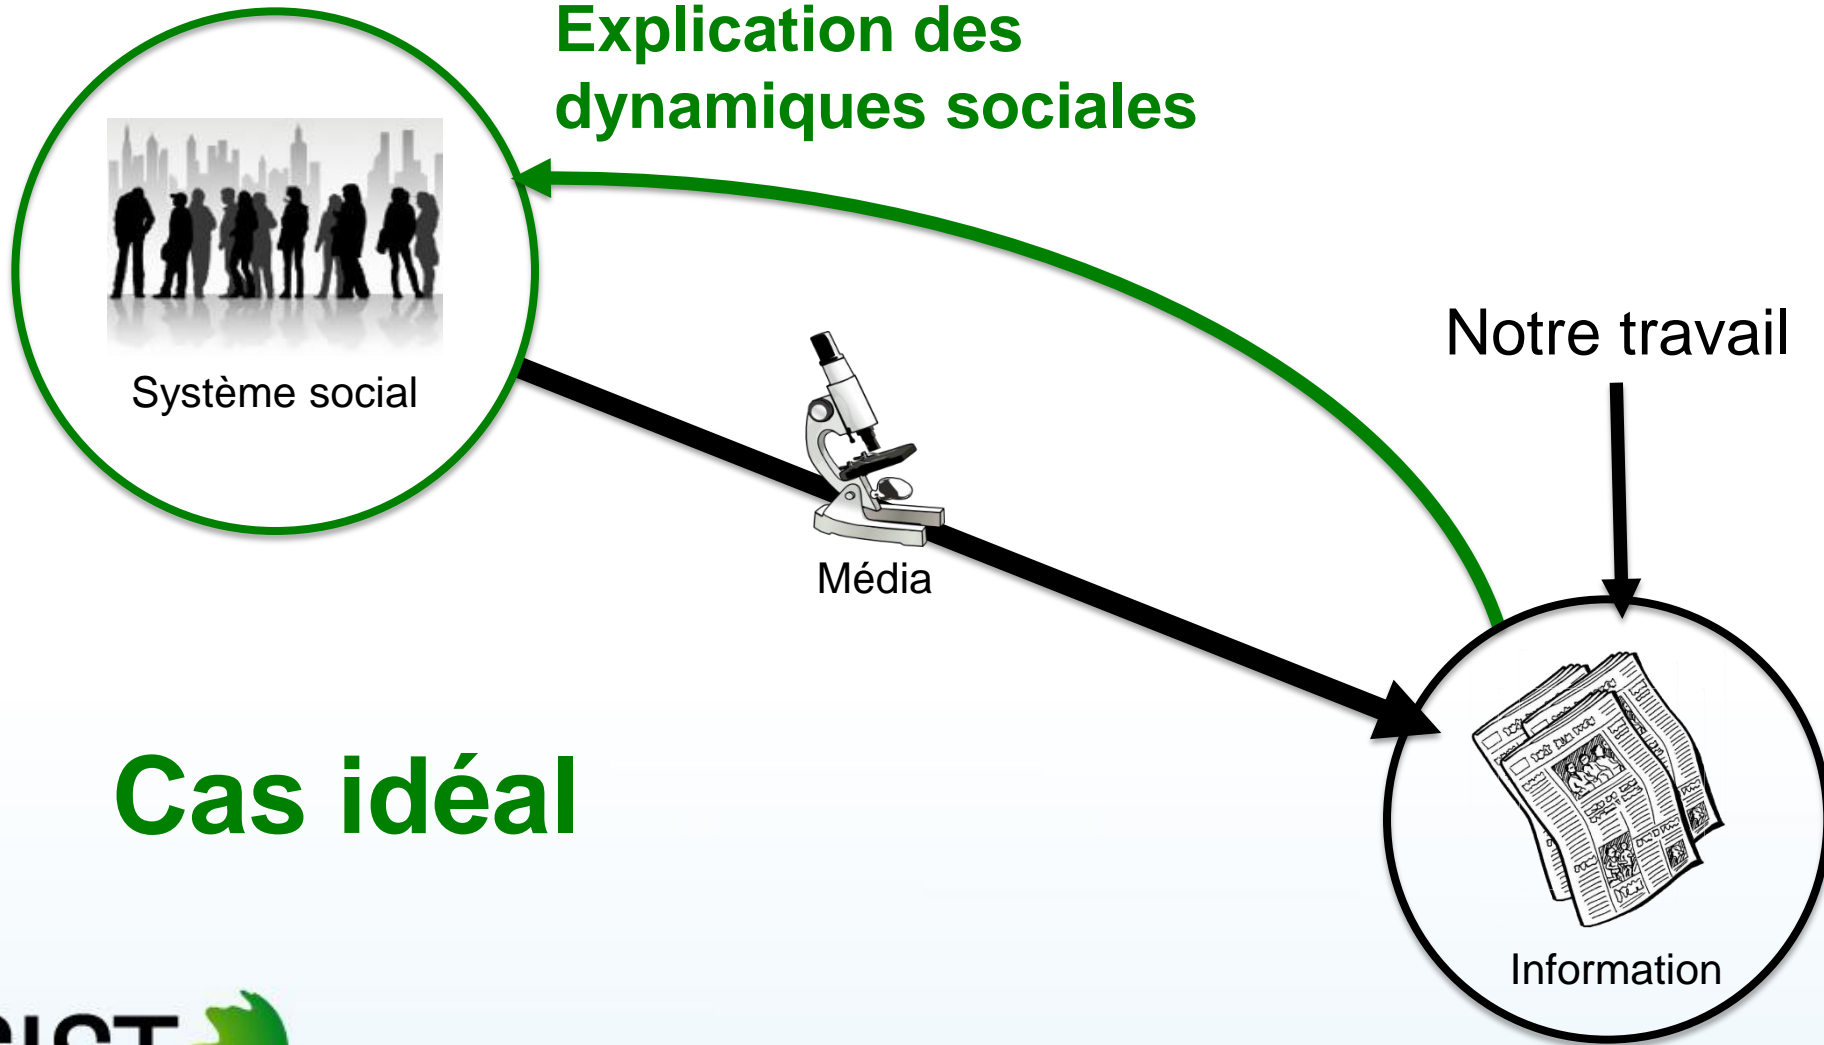 Explication des
dynamiques sociales
Système social
Notre travail
Média
Cas idéal
Information